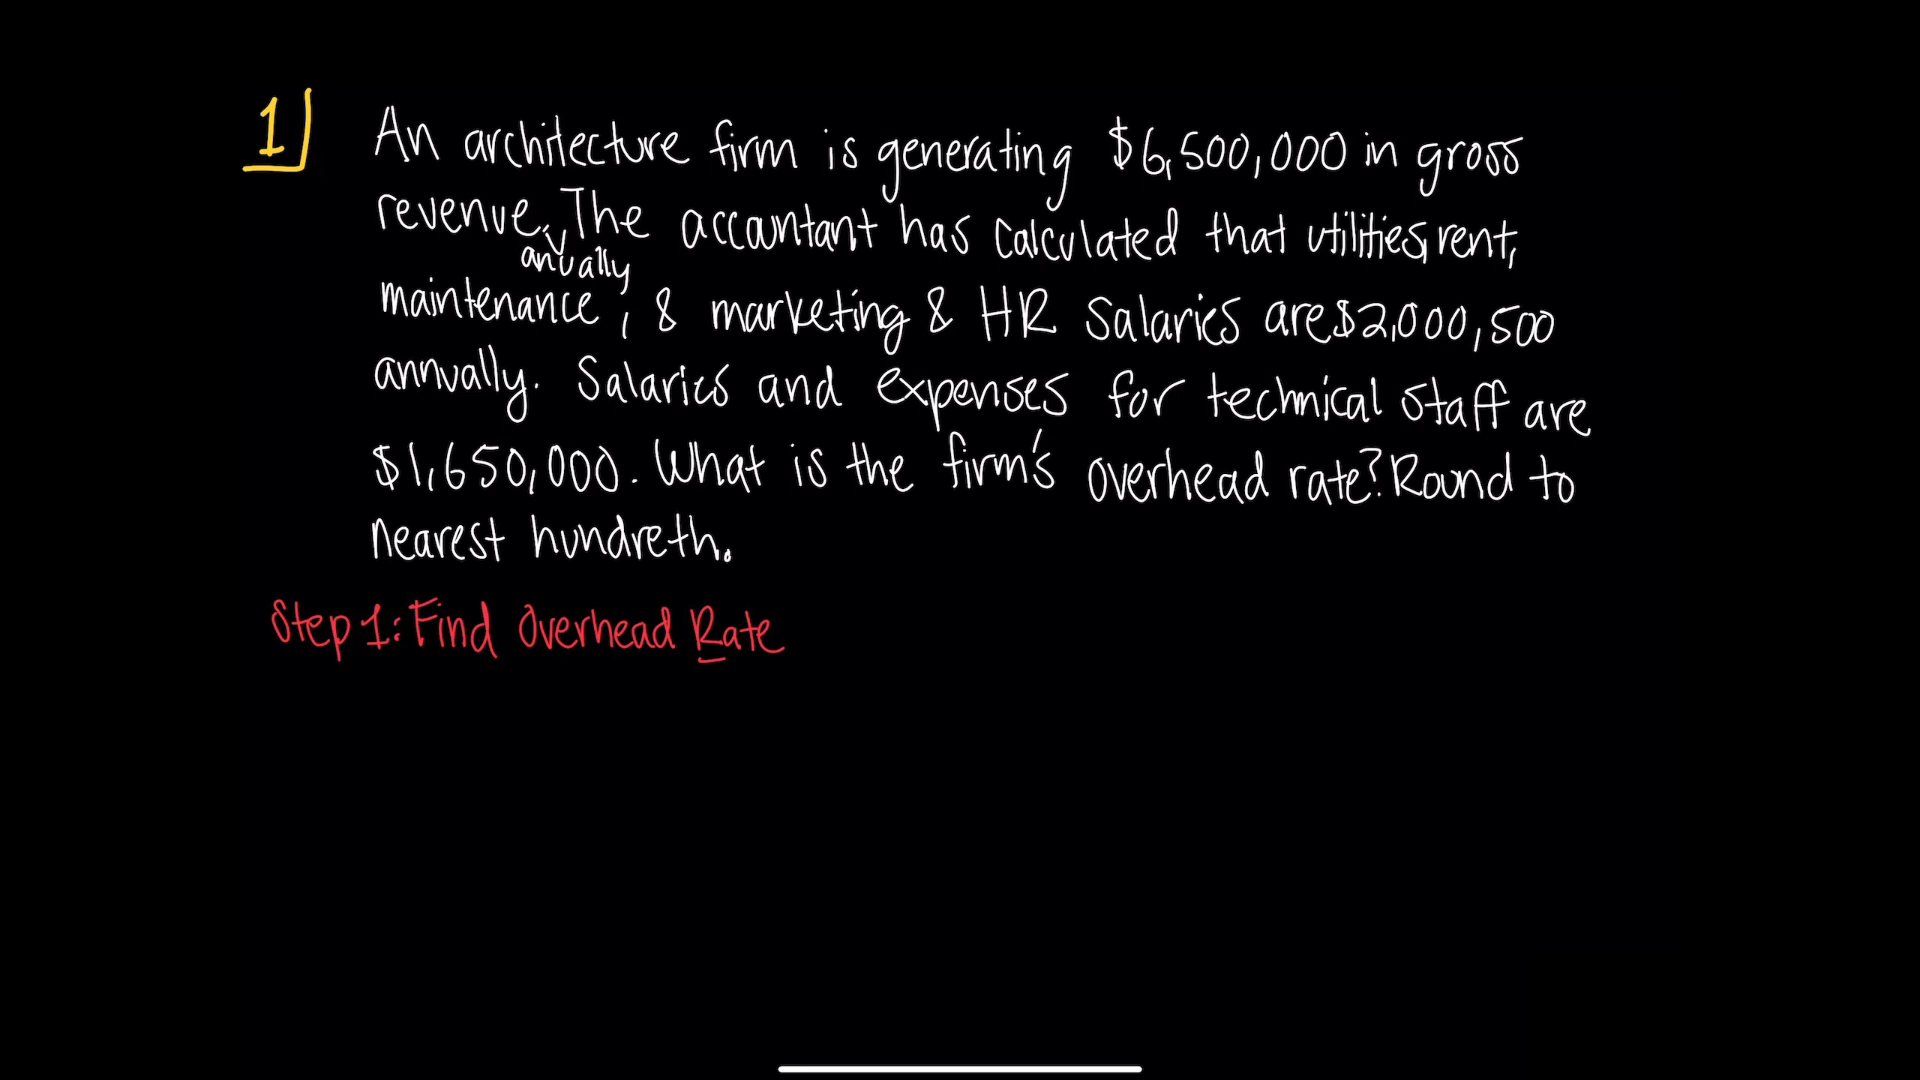 1
An architecture firm is generating $6,500,000 in gross
revenue. The accountant has calculated that utilities, rent,
anually
maintenance, & marketing & HR salaries are $2,000,500
annually. Salaries and expenses for technical staff are
$1,650,000. What is the firm's overhead rate? Round to
nearest hundreth.
Step 1: Find Overhead Rate